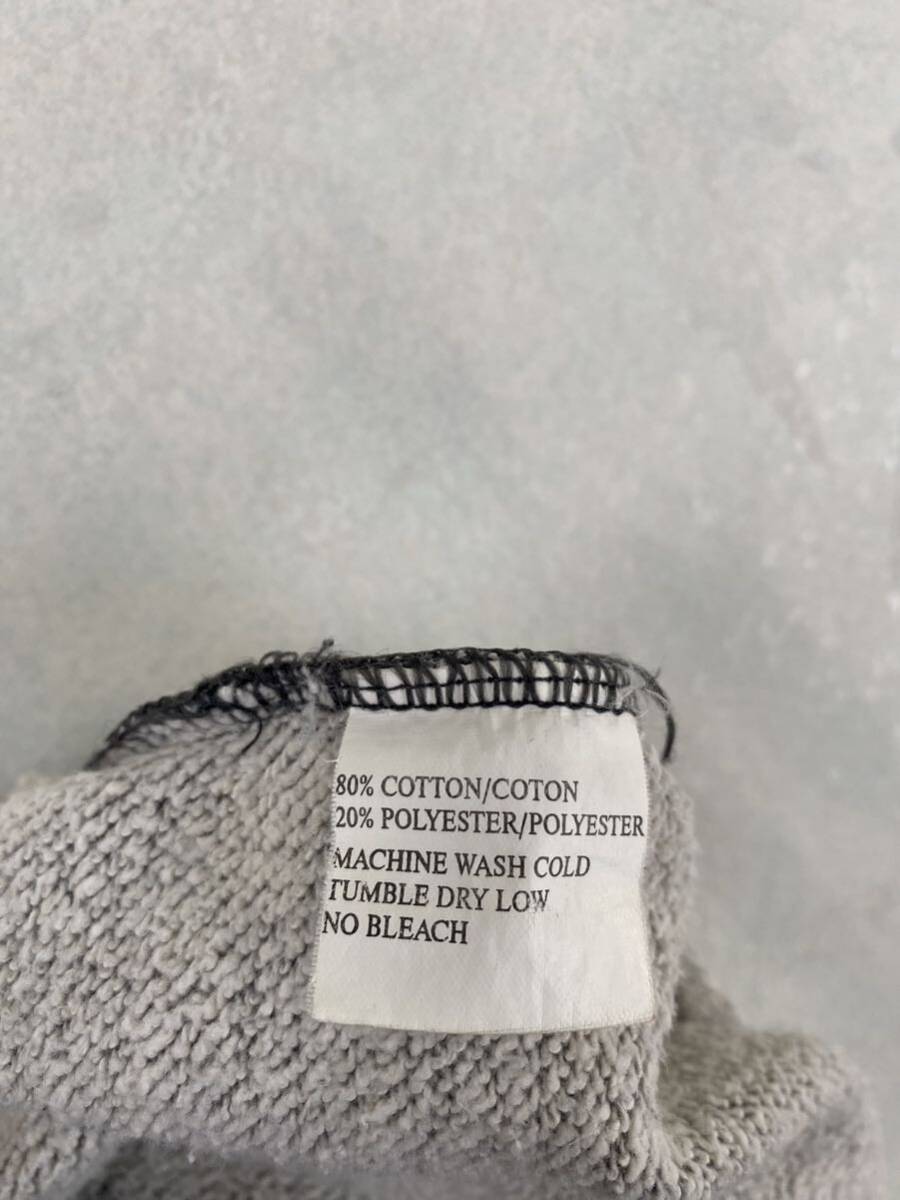 80% COTTON/COTON
20% POLYESTER/POLYESTER
MACHINE WASH COLD
TUMBLE DRY LOW
NO BLEACH